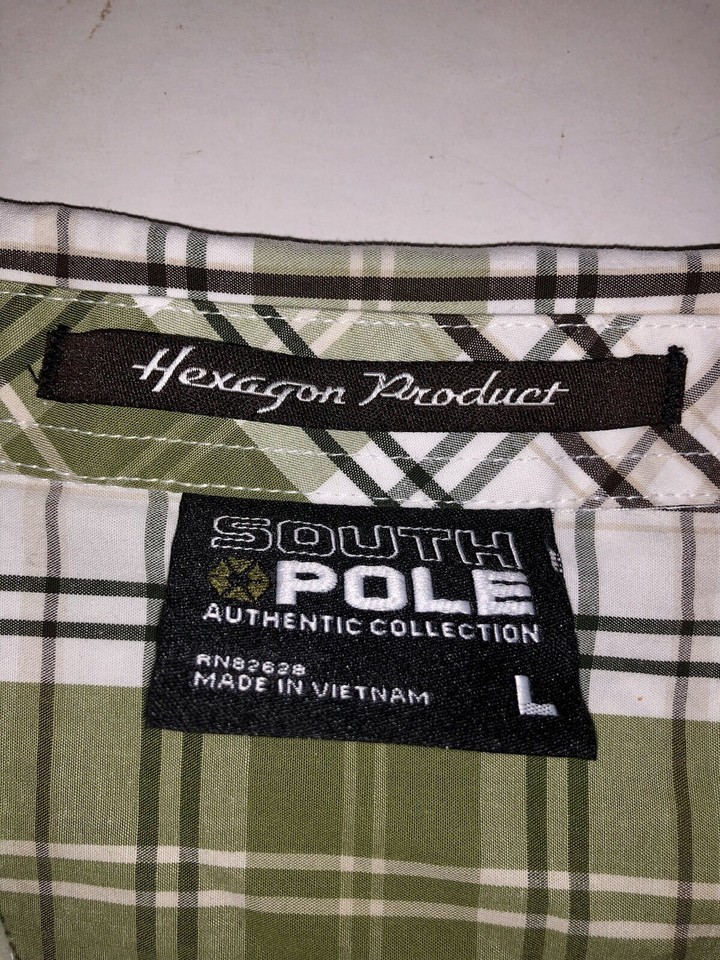 Hexagon Product
SOUTH
POLE
AUTHENTIC COLLECTION
RN82628
MADE IN VIETNAM
L